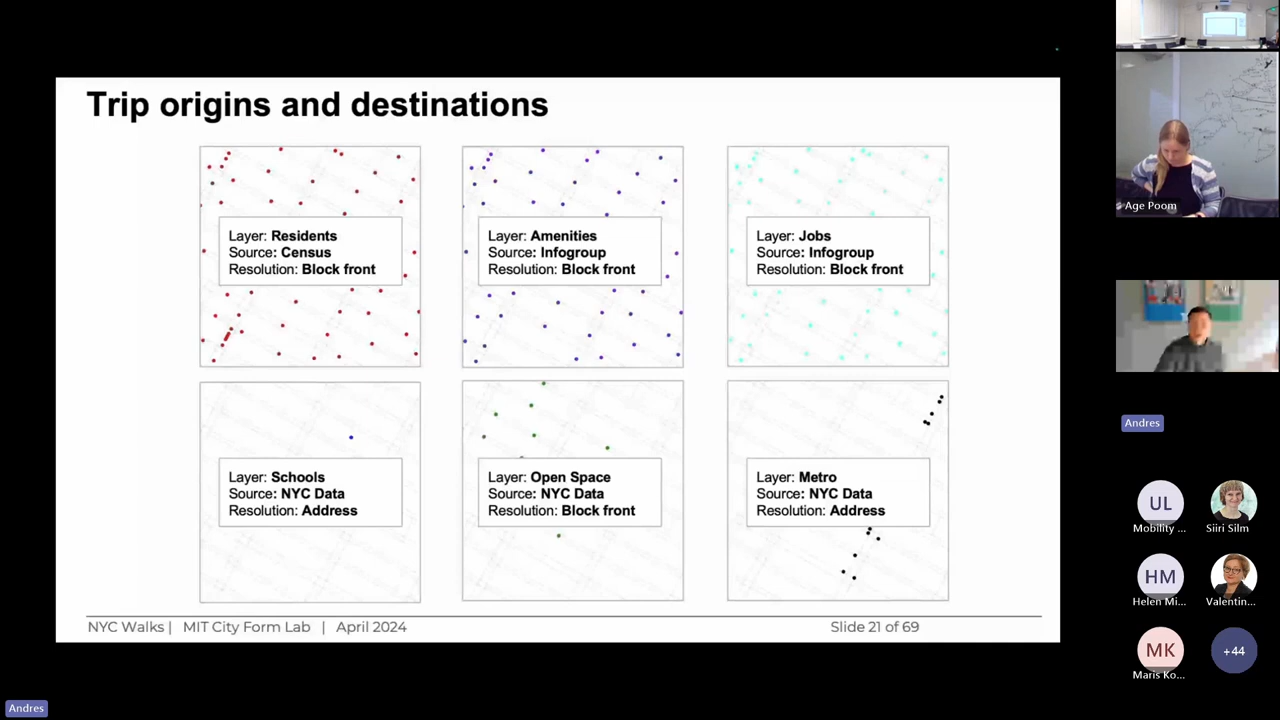 Trip origins and destinations
Layer: Residents
Source: Census
Resolution: Block front
Layer: Amenities
Source: Infogroup
Resolution: Block front
Layer: Jobs
Source: Infogroup
Resolution: Block front
Layer: Schools
Source: NYC Data
Resolution: Address
Layer: Open Space
Source: NYC Data
Resolution: Block front
Layer: Metro
Source: NYC Data
Resolution: Address
NYC Walks | MIT City Form Lab | April 2024
Slide 21 of 69
Age Poom
Andres
UL
Mobility ...
Siiri Silm
HM
Helen Mi...
Valentin...
MK
Maris Ko...
+44
Andres